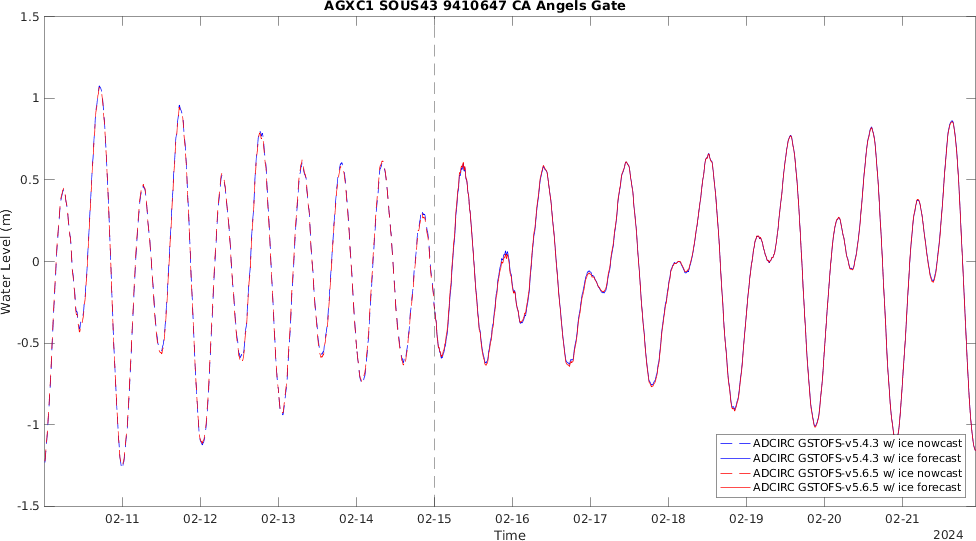 AGXC1 SOUS43 9410647 CA Angels Gate
1.5
1
0.5
0
-0.5
-1
-1.5
Water Level (m)
ADCIRC GSTOFS-v5.4.3 w/ ice nowcast
ADCIRC GSTOFS-v5.4.3 w/ ice forecast
ADCIRC GSTOFS-v5.6.5 w/ ice nowcast
ADCIRC GSTOFS-v5.6.5 w/ ice forecast
02-11 02-12 02-13 02-14 02-15 02-16 02-17 02-18 02-19 02-20 02-21
Time
2024